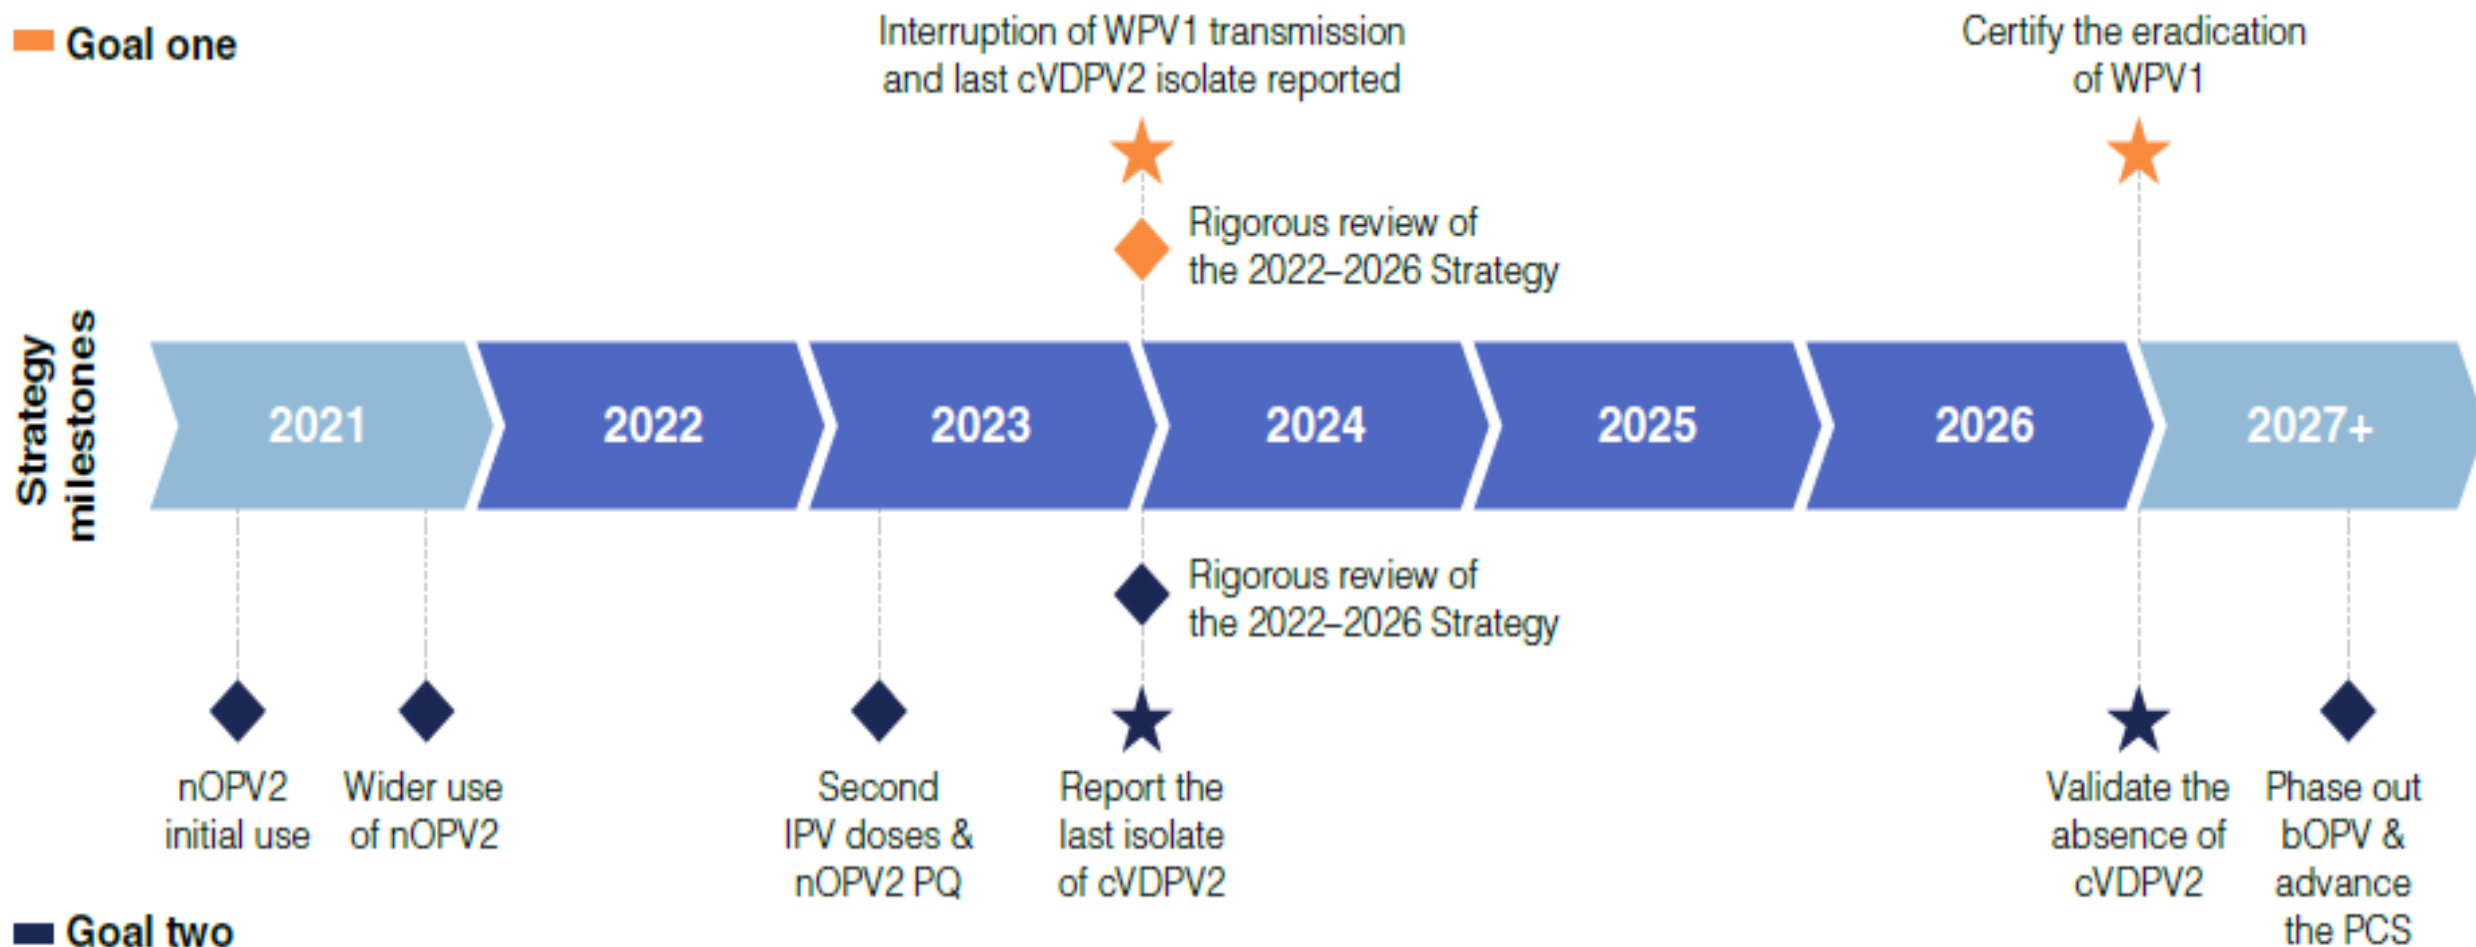 Goal one
Interruption of WPV1 transmission
and last cVDPV2 isolate reported
Certify the eradication
of WPV1
Rigorous review of
the 2022–2026 Strategy
Strategy
milestones
2021
2022
2023
2024
2025
2026
2027+
Rigorous review of
the 2022–2026 Strategy
nOPV2
initial use
Wider use
of nOPV2
Second
IPV doses &
nOPV2 PQ
Report the
last isolate
of cVDPV2
Validate the
absence of
cVDPV2
Phase out
bOPV &
advance
the PCS
Goal two